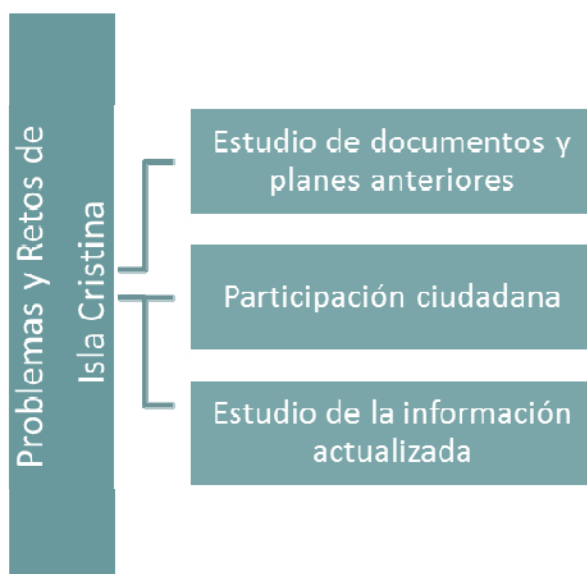 Problemas y Retos de
Isla Cristina
Estudio de documentos y
planes anteriores
Participación ciudadana
Estudio de la información
actualizada